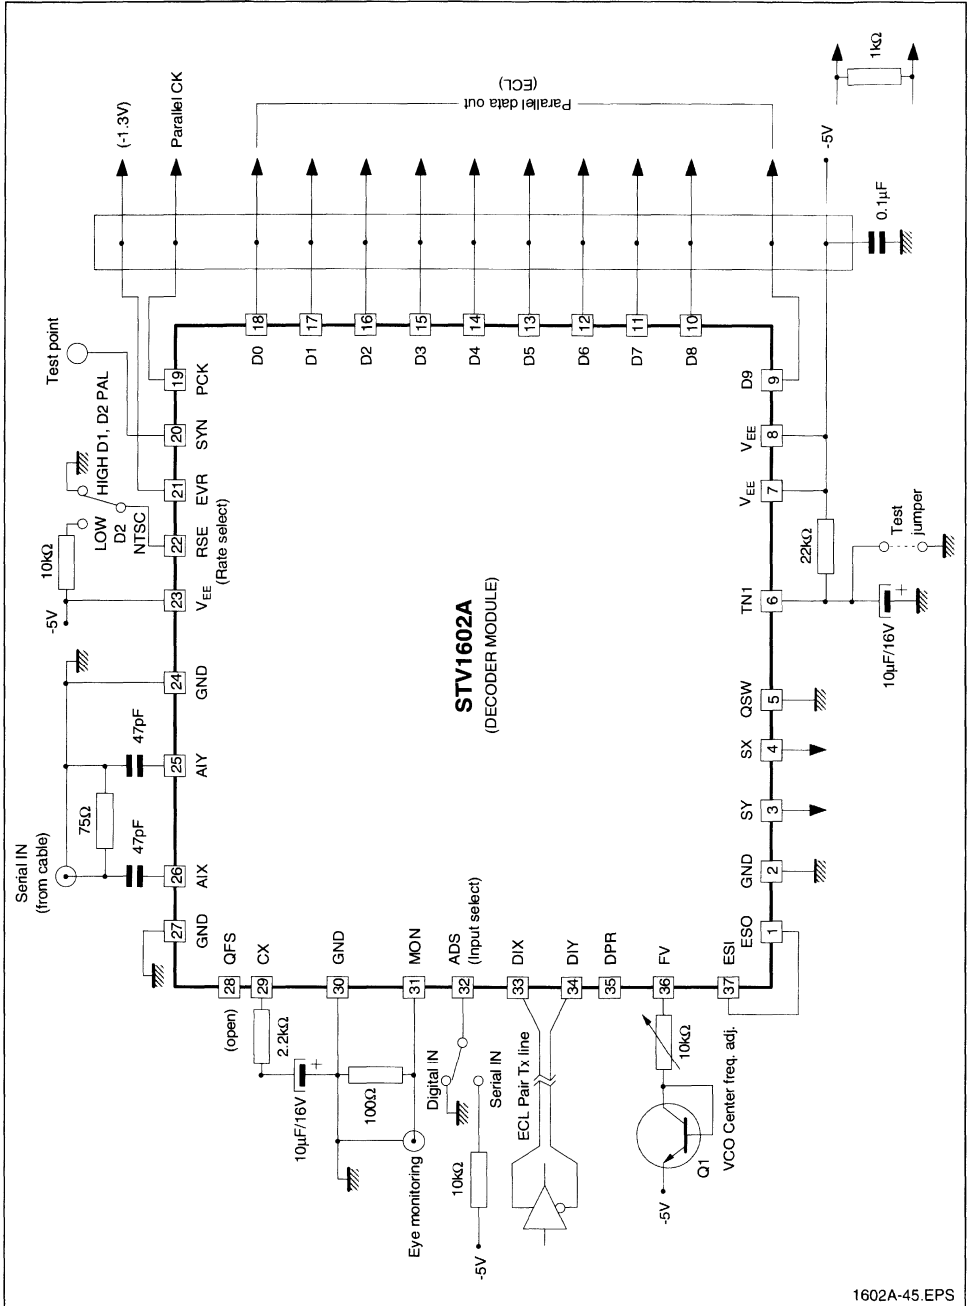 (-1.3V)
Parallel CK
Parallel data out
(ECL)
-5V
1kΩ
0.1µF
Test point
HIGH D1, D2 PAL
LOW
D2
NTSC
10kΩ
-5V
Serial IN
(from cable)
75Ω
47pF
47pF
18
17
16
15
14
13
12
11
10
D0
D1
D2
D3
D4
D5
D6
D7
D8
19
PCK
20
SYN
21
EVR
22
RSE
(Rate select)
23
VEE
24
GND
25
AIY
26
AIX
27
GND
STV1602A
(DECODER MODULE)
D9
9
VEE
8
VEE
7
TN1
6
QSW
5
SX
4
SY
3
GND
2
ESO
1
22kΩ
Test
jumper
10µF/16V
+
28
QFS
(open)
29
CX
30
GND
31
MON
32
ADS
(Input select)
33
DIX
34
DIY
35
DPR
36
FV
37
ESI
2.2kΩ
10µF/16V
+
100Ω
Eye monitoring
Digital IN
Serial IN
10kΩ
-5V
ECL Pair Tx line
10kΩ
VCO Center freq. adj.
Q1
-5V
1602A-45.EPS